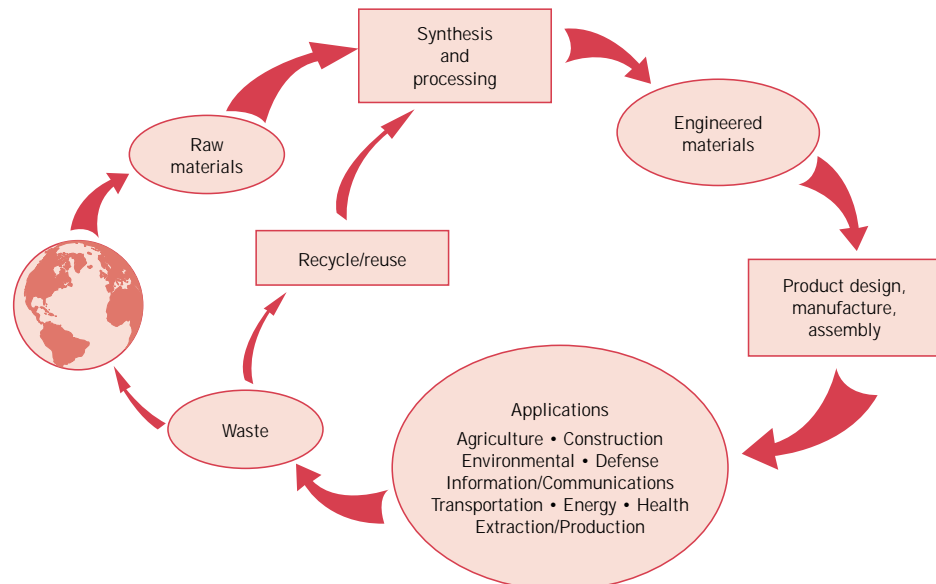 Synthesis
and
processing
Raw
materials
Engineered
materials
Recycle/reuse
Product design,
manufacture,
assembly
Waste
Applications
Agriculture • Construction
Environmental • Defense
Information/Communications
Transportation • Energy • Health
Extraction/Production